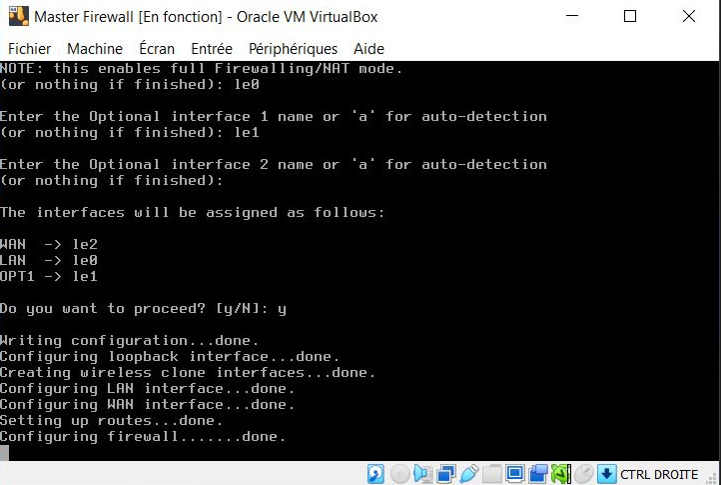 Master Firewall [En fonction] - Oracle VM VirtualBox
Fichier Machine Écran Entrée Périphériques Aide
NOTE: this enables full Firewalling/NAT mode.
(or nothing if finished): le0
Enter the Optional interface 1 name or 'a' for auto-detection
(or nothing if finished): le1
Enter the Optional interface 2 name or 'a' for auto-detection
(or nothing if finished):
The interfaces will be assigned as follows:
WAN -> le2
LAN -> le0
OPT1 -> le1
Do you want to proceed? [y/N]: y
Writing configuration...done.
Configuring loopback interface...done.
Creating wireless clone interfaces...done.
Configuring LAN interface...done.
Configuring WAN interface...done.
Setting up routes...done.
Configuring firewall.......done.
CTRL DROITE